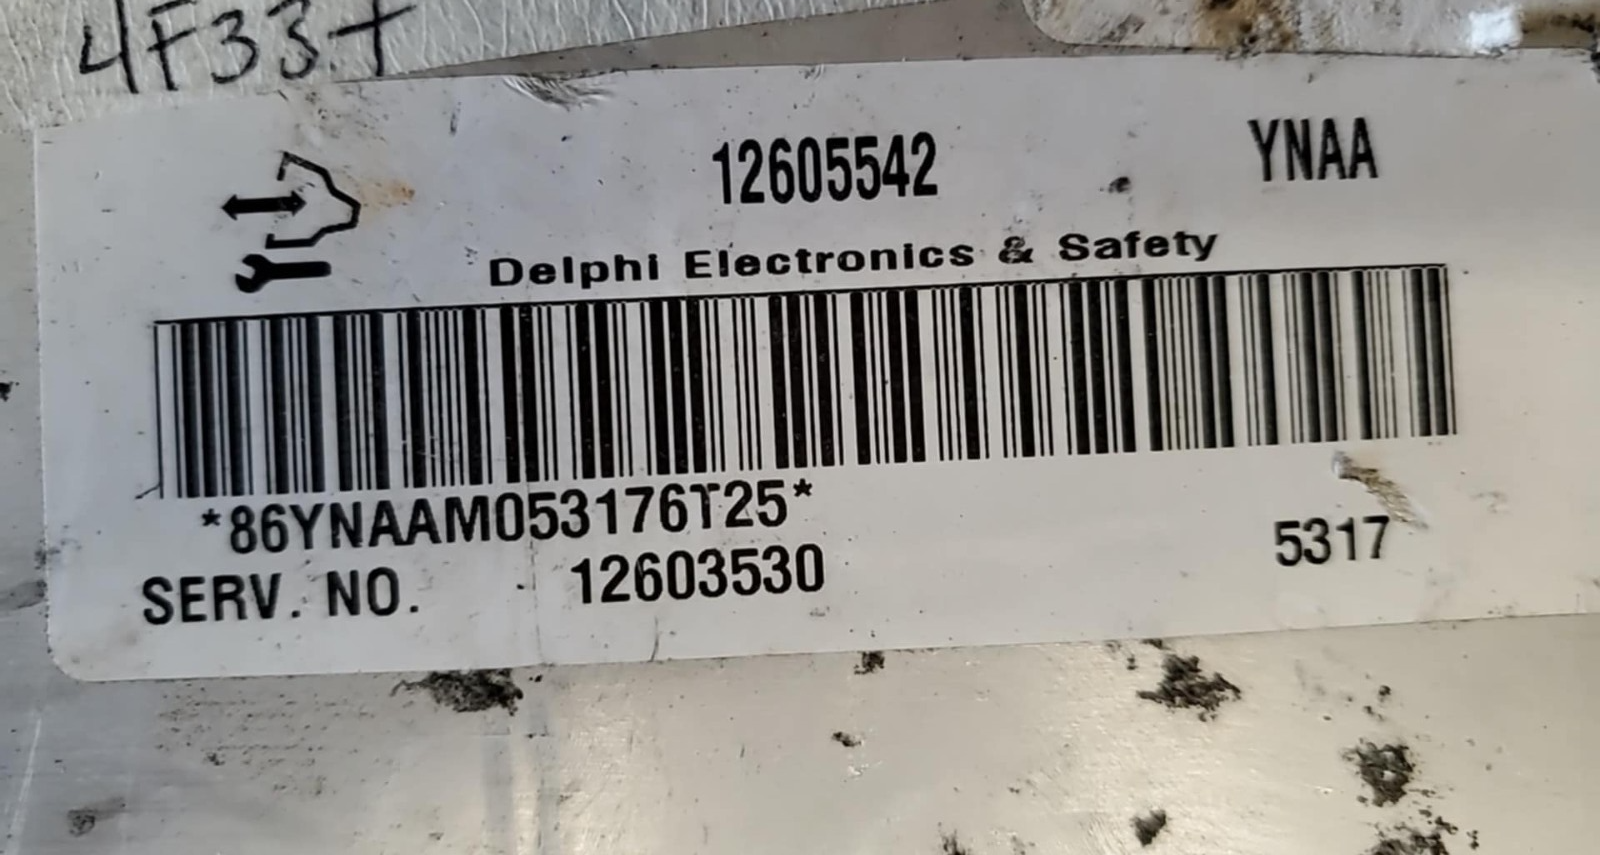 4F33.t
12605542 YNAA
Delphi Electronics & Safety
*86YNAAM053176T25*
SERV. NO. 12603530 5317